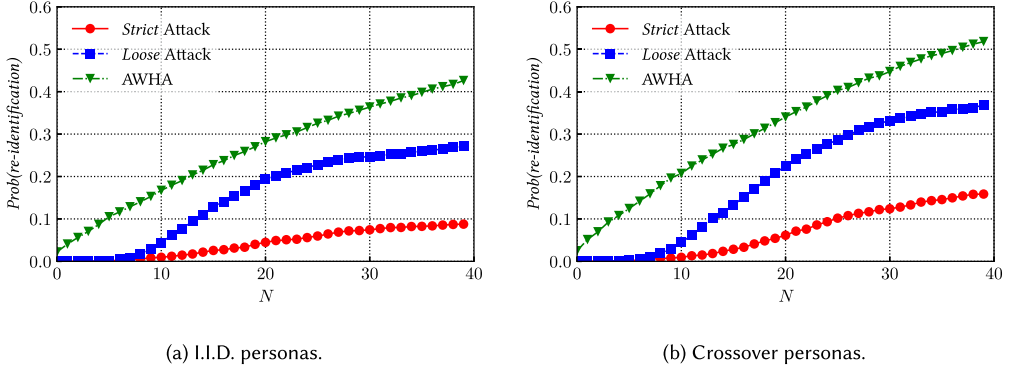 0.6
0.5
0.4
0.3
0.2
0.1
0.0
Prob(re-identification)
Strict Attack
Loose Attack
AWHA
0 10 20 30 40
N
(a) I.I.D. personas.
0.6
0.5
0.4
0.3
0.2
0.1
0.0
Prob(re-identification)
Strict Attack
Loose Attack
AWHA
0 10 20 30 40
N
(b) Crossover personas.